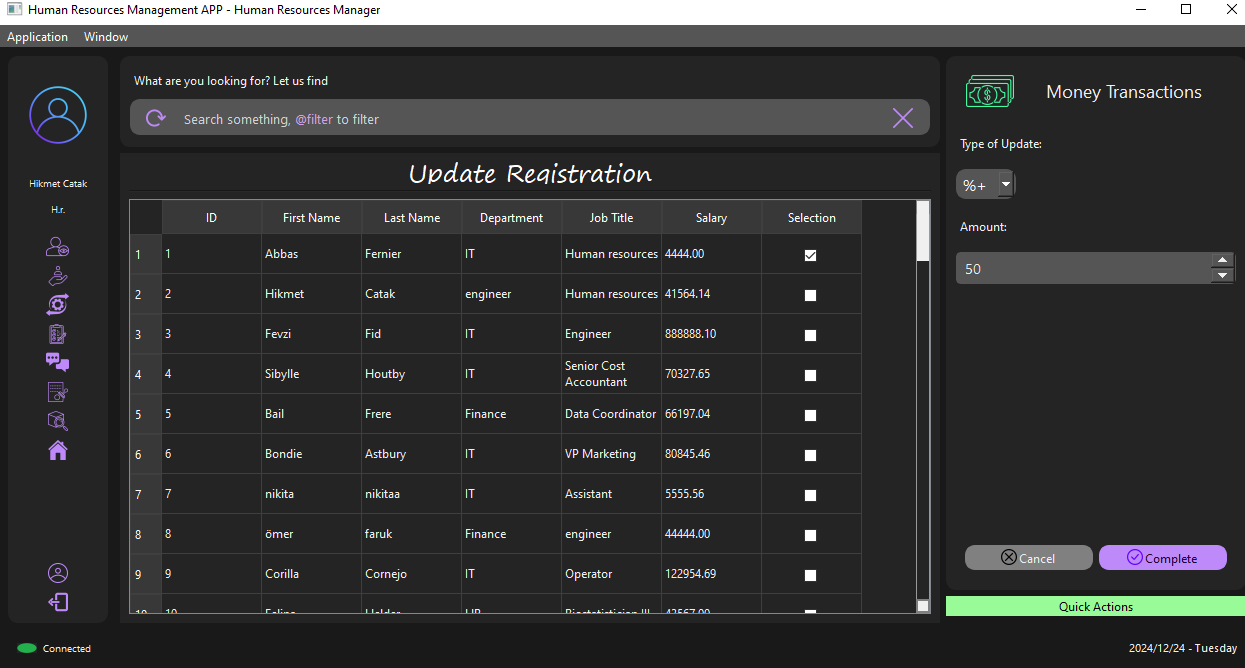 Human Resources Management APP - Human Resources Manager
Application Window
Hikmet Catak
H.r.
What are you looking for? Let us find
Search something, @filter to filter
Update Registration
ID First Name Last Name Department Job Title Salary Selection
1 1 Abbas Fernier IT Human resources 4444.00
2 2 Hikmet Catak engineer Human resources 41564.14
3 3 Fevzi Fid IT Engineer 888888.10
4 4 Sibylle Houtby IT Senior Cost Accountant 70327.65
5 5 Bail Frere Finance Data Coordinator 66197.04
6 6 Bondie Astbury IT VP Marketing 80845.46
7 7 nikita nikitaa IT Assistant 5555.56
8 8 ömer faruk Finance engineer 44444.00
9 9 Corilla Cornejo IT Operator 122954.69
10 10
Money Transactions
Type of Update:
%+
Amount:
50
Cancel Complete
Quick Actions
Connected
2024/12/24 - Tuesday